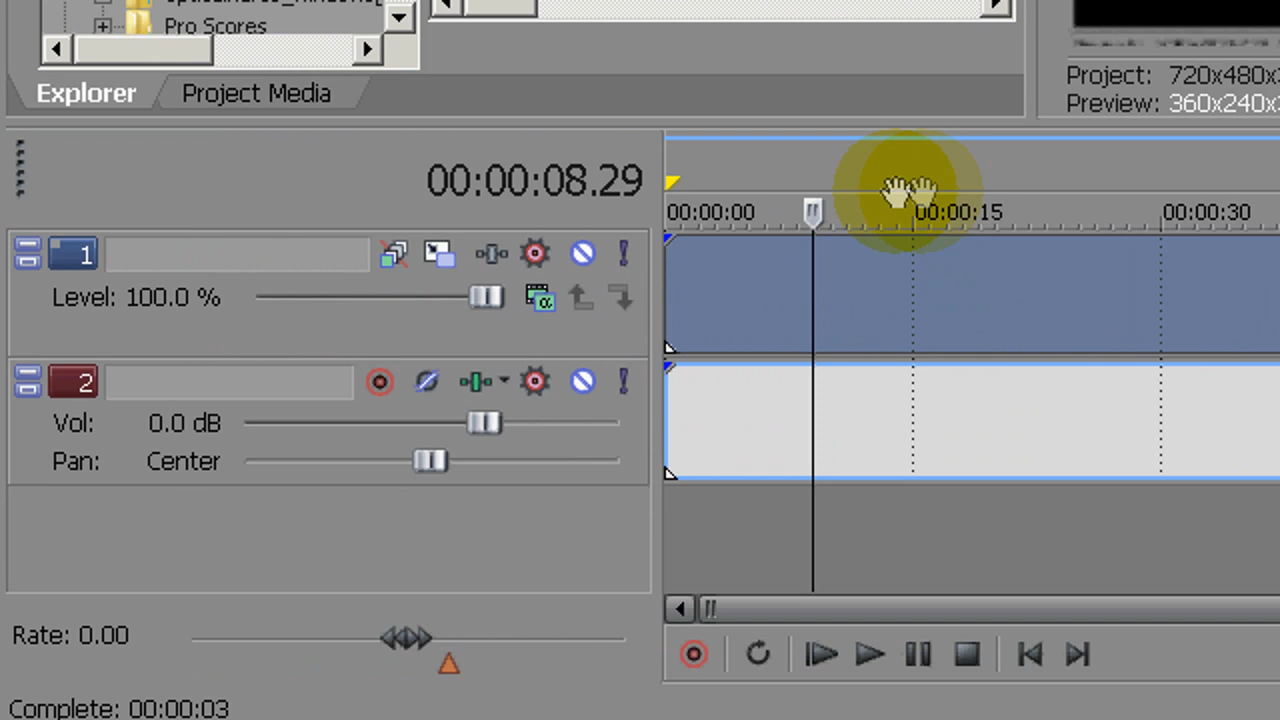 Pro Scores
Explorer
Project Media
Project: 720x480x
Preview: 360x240x
00:00:08.29
00:00:00
00:00:15
00:00:30
1
Level: 100.0 %
α
2
Vol: 0.0 dB
Pan: Center
Rate: 0.00
Complete: 00:00:03